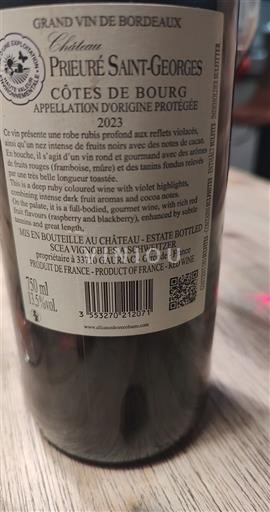 GRAND VIN DE BORDEAUX
Château
PRIEURÉ SAINT-GEORGES
CÔTES DE BOURG
APPELLATION D'ORIGINE PROTÉGÉE
2023
HAUTE VALEUR
ENVIRONNEMENTALE
Ce vin présente une robe rubis profond aux reflets violacés,
ainsi qu'un nez intense de fruits noirs avec des notes de cacao.
En bouche, il s'agit d'un vin rond et gourmand avec des arômes
de fruits rouges (framboise, mûre) et des tanins fondus relevés
par une très belle longueur toastée.
This is a deep ruby coloured wine with violet highlights,
combining intense dark fruit aromas and cocoa notes.
On the palate, it is a full-bodied, gourmet wine, with rich red
fruit flavours (raspberry and blackberry), enhanced by subtle
tannins and great length.
MIS EN BOUTEILLE AU CHÂTEAU - ESTATE BOTTLED
SCEA VIGNOBLES A SCHWEITZER
propriétaire à 33710 GAURIAC - de France
PRODUIT DE FRANCE - PRODUCT OF FRANCE - RED WINE
750 ml
13.5%vol.
3 553270 212071